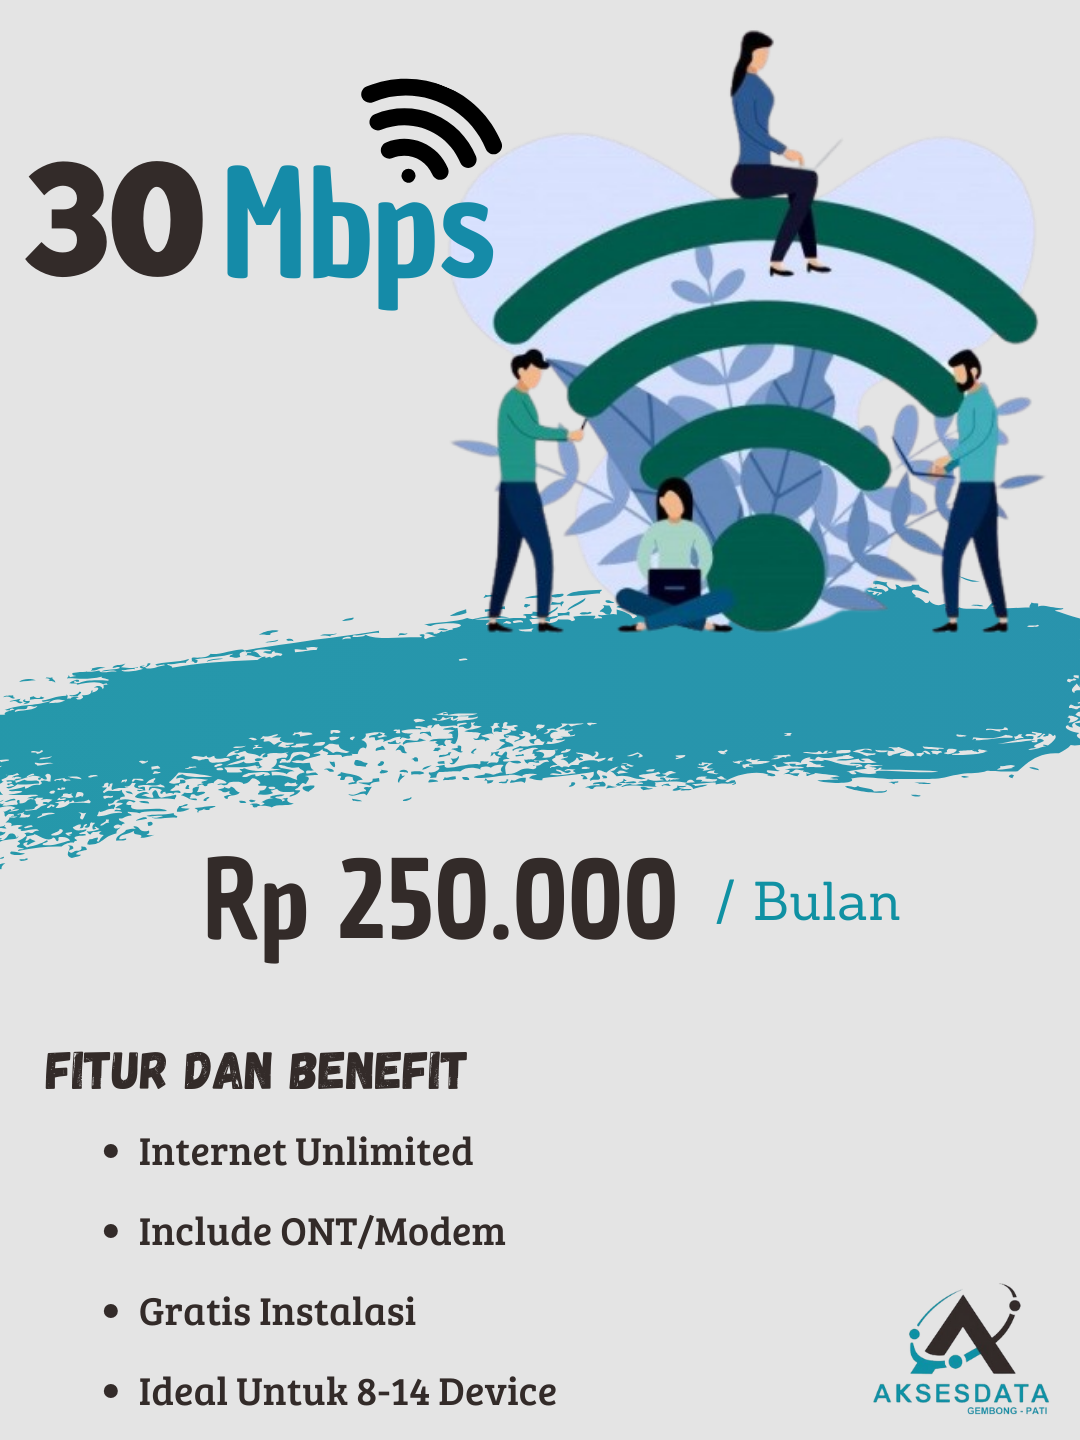 30 Mbps
Rp 250.000 / Bulan
FITUR DAN BENEFIT
• Internet Unlimited
• Include ONT/Modem
• Gratis Instalasi
• Ideal Untuk 8-14 Device
AKSESDATA
GEMBONG - PATI